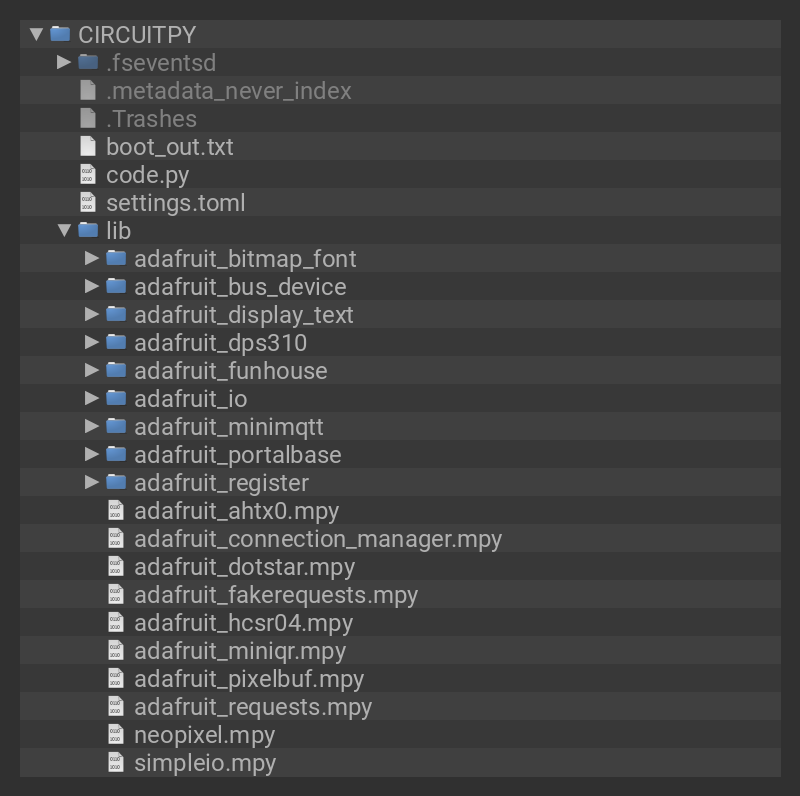 CIRCUITPY
.fseventsd
.metadata_never_index
.Trashes
boot_out.txt
code.py
settings.toml
lib
adafruit_bitmap_font
adafruit_bus_device
adafruit_display_text
adafruit_dps310
adafruit_funhouse
adafruit_io
adafruit_minimqtt
adafruit_portalbase
adafruit_register
adafruit_ahtx0.mpy
adafruit_connection_manager.mpy
adafruit_dotstar.mpy
adafruit_fakerequests.mpy
adafruit_hcsr04.mpy
adafruit_miniqr.mpy
adafruit_pixelbuf.mpy
adafruit_requests.mpy
neopixel.mpy
simpleio.mpy